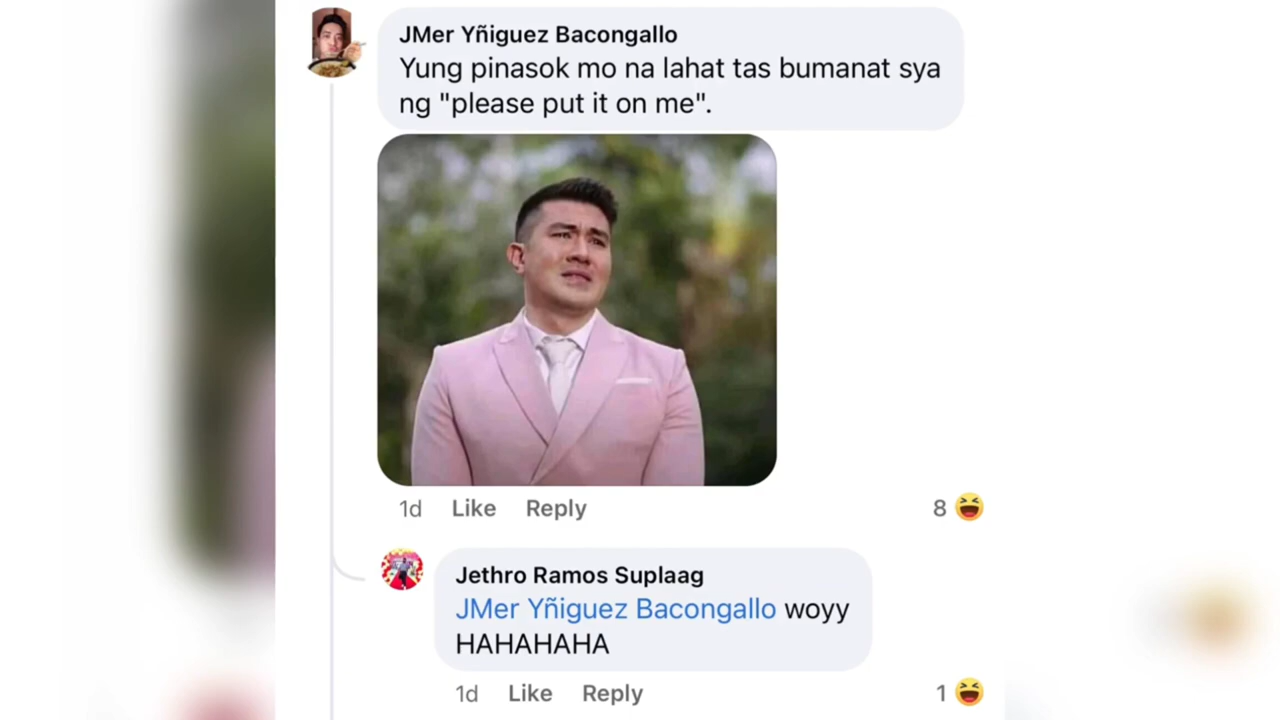 JMer Yñiguez Bacongallo
Yung pinasok mo na lahat tas bumanat sya
ng "please put it on me".
1d Like Reply 8
Jethro Ramos Suplaag
JMer Yñiguez Bacongallo woyy
HAHAHAHA
1d Like Reply 1